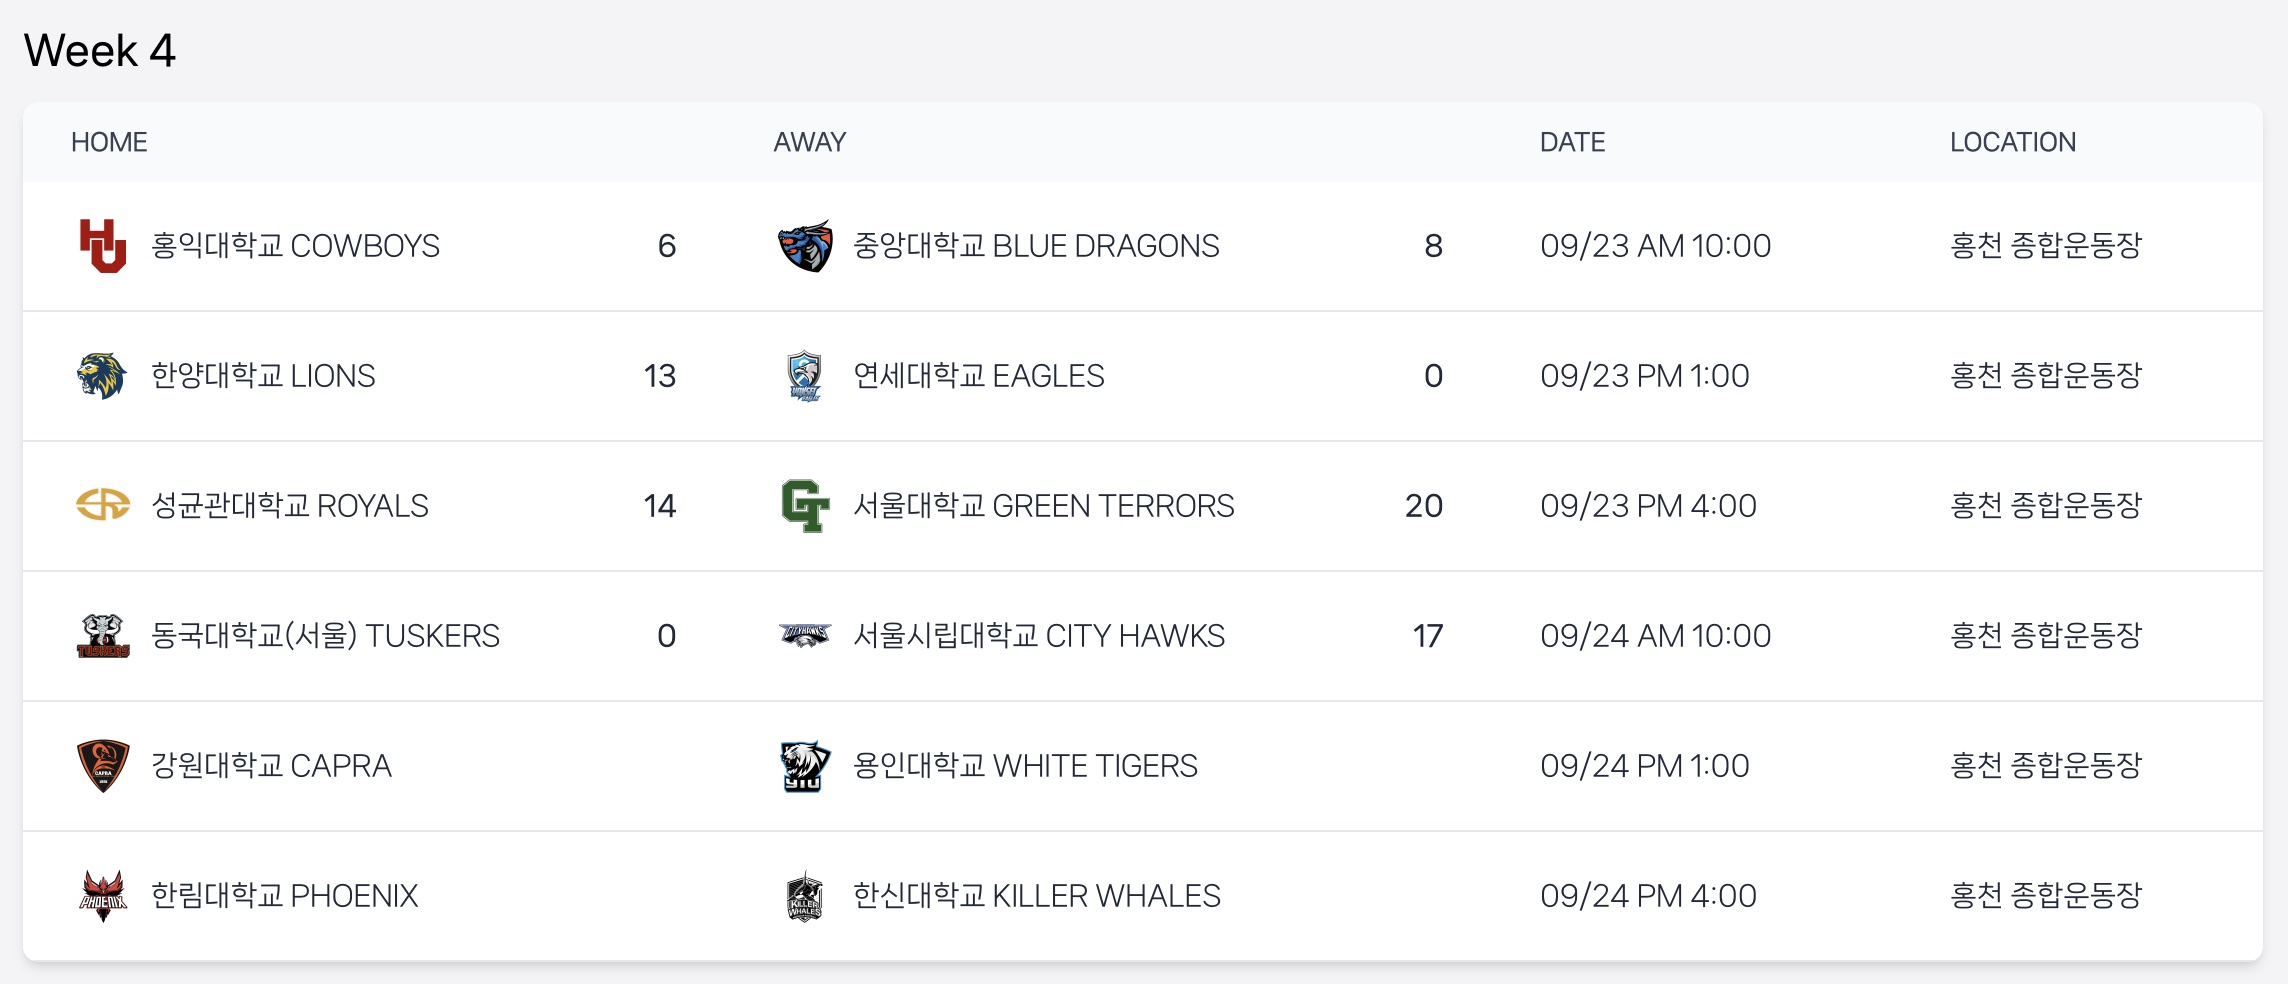 Week 4
HOME AWAY DATE LOCATION
홍익대학교 COWBOYS 6 중앙대학교 BLUE DRAGONS 8 09/23 AM 10:00 홍천 종합운동장
한양대학교 LIONS 13 연세대학교 EAGLES 0 09/23 PM 1:00 홍천 종합운동장
성균관대학교 ROYALS 14 서울대학교 GREEN TERRORS 20 09/23 PM 4:00 홍천 종합운동장
TUSKERS 동국대학교(서울) TUSKERS 0 CITYHAWKS 서울시립대학교 CITY HAWKS 17 09/24 AM 10:00 홍천 종합운동장
CAPRA 강원대학교 CAPRA YIU 용인대학교 WHITE TIGERS 09/24 PM 1:00 홍천 종합운동장
PHOENIX 한림대학교 PHOENIX KILLER WHALES 한신대학교 KILLER WHALES 09/24 PM 4:00 홍천 종합운동장